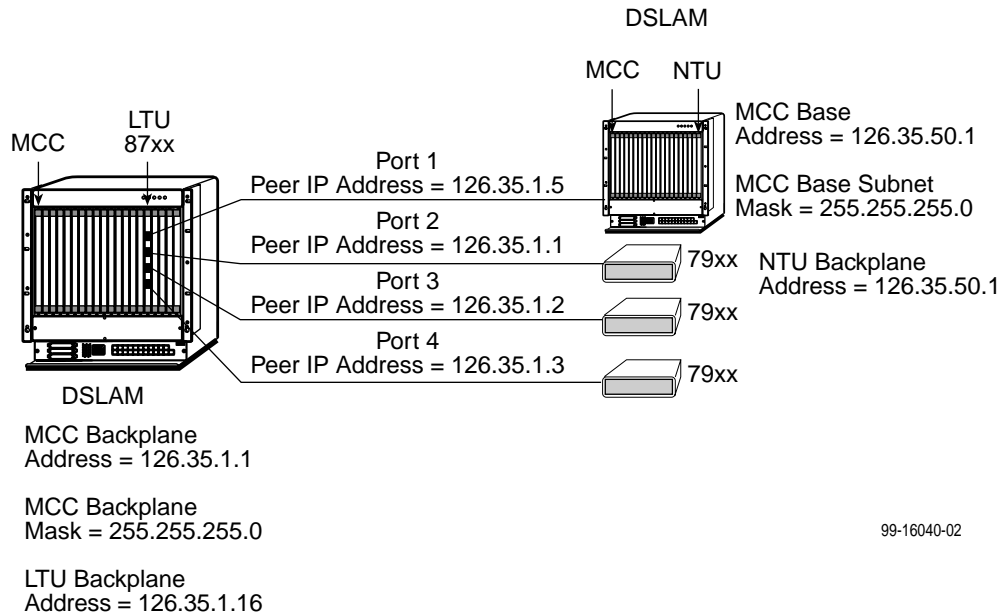 DSLAM
MCC NTU
MCC Base
Address = 126.35.50.1
MCC Base Subnet
Mask = 255.255.255.0
LTU
87xx
MCC
Port 1
Peer IP Address = 126.35.1.5
Port 2
Peer IP Address = 126.35.1.1
Port 3
Peer IP Address = 126.35.1.2
Port 4
Peer IP Address = 126.35.1.3
79xx
NTU Backplane
Address = 126.35.50.1
79xx
79xx
DSLAM
MCC Backplane
Address = 126.35.1.1
MCC Backplane
Mask = 255.255.255.0
LTU Backplane
Address = 126.35.1.16
99-16040-02